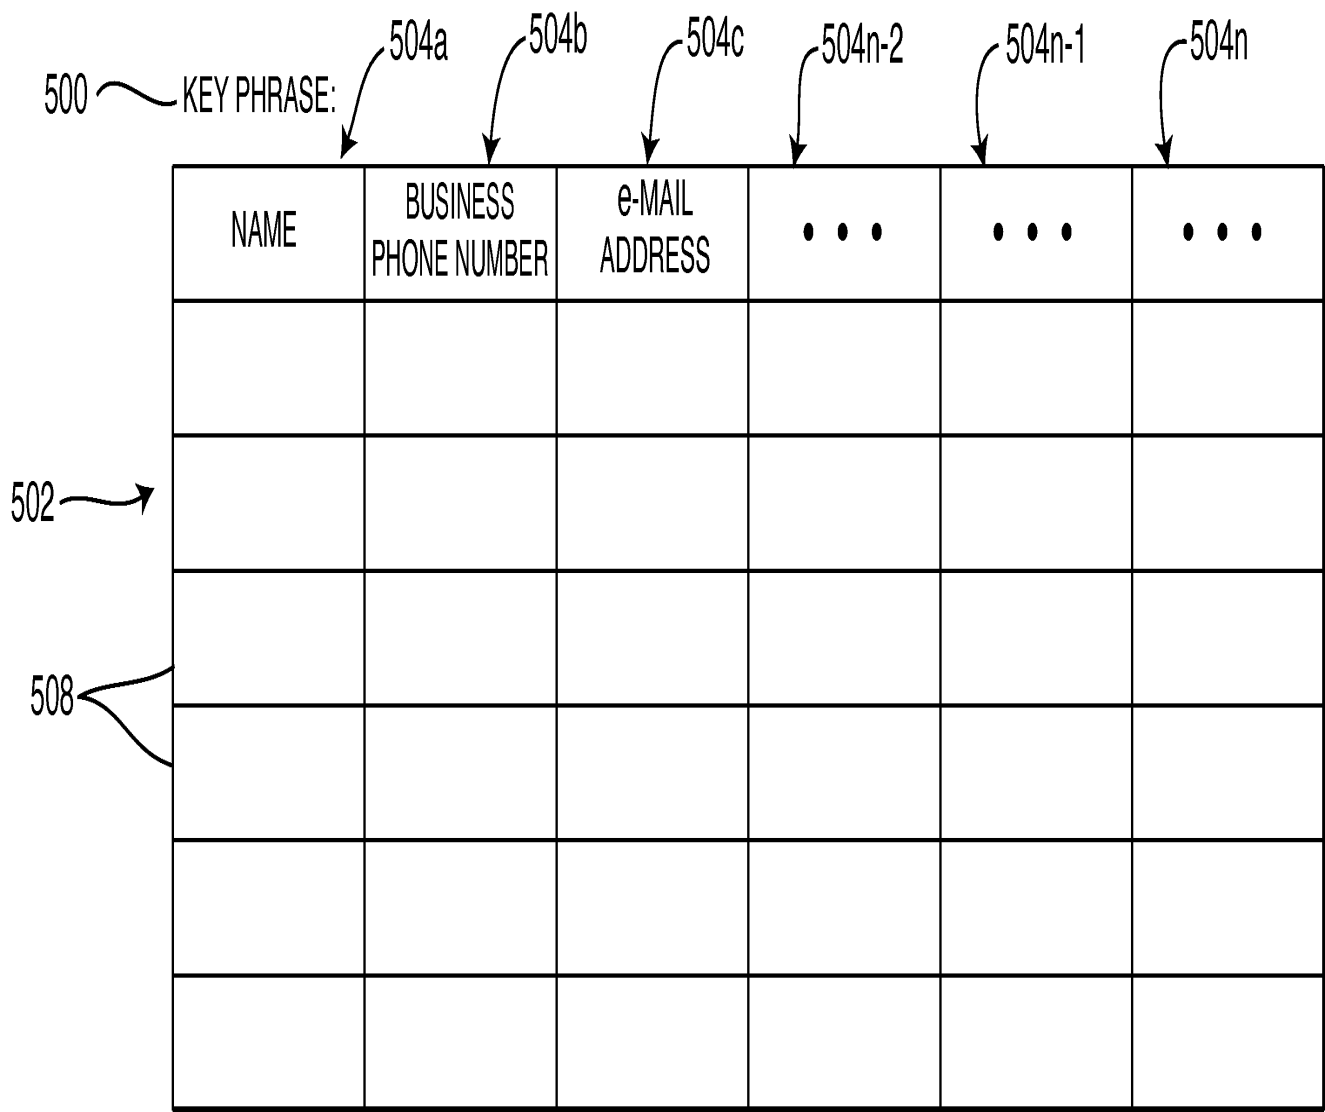 504a
504b
504c
504n-2
504n-1
504n
500
KEY PHRASE:
NAME
BUSINESS
PHONE NUMBER
e-MAIL
ADDRESS
• • •
• • •
• • •
502
508